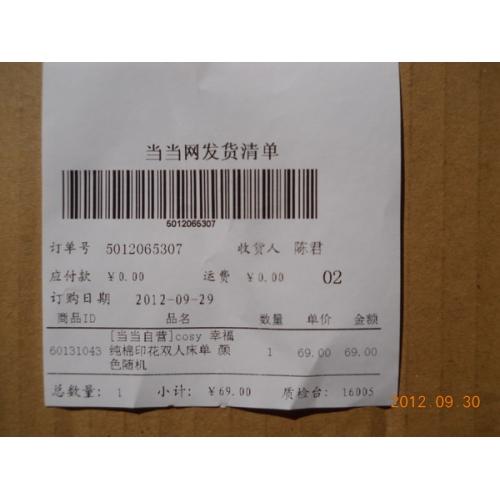 当当网发货清单
5012065307
订单号 5012065307 收货人 陈君
应付款 ￥0.00 运费 ￥0.00 02
订购日期 2012-09-29
商品ID 品名 数量 单价 金额
[当当自营]cosy 幸福
60131043 纯棉印花双人床单 颜 1 69.00 69.00
色随机
总数量: 1 小计: ￥69.00 质检台: 16005
2012.09.30